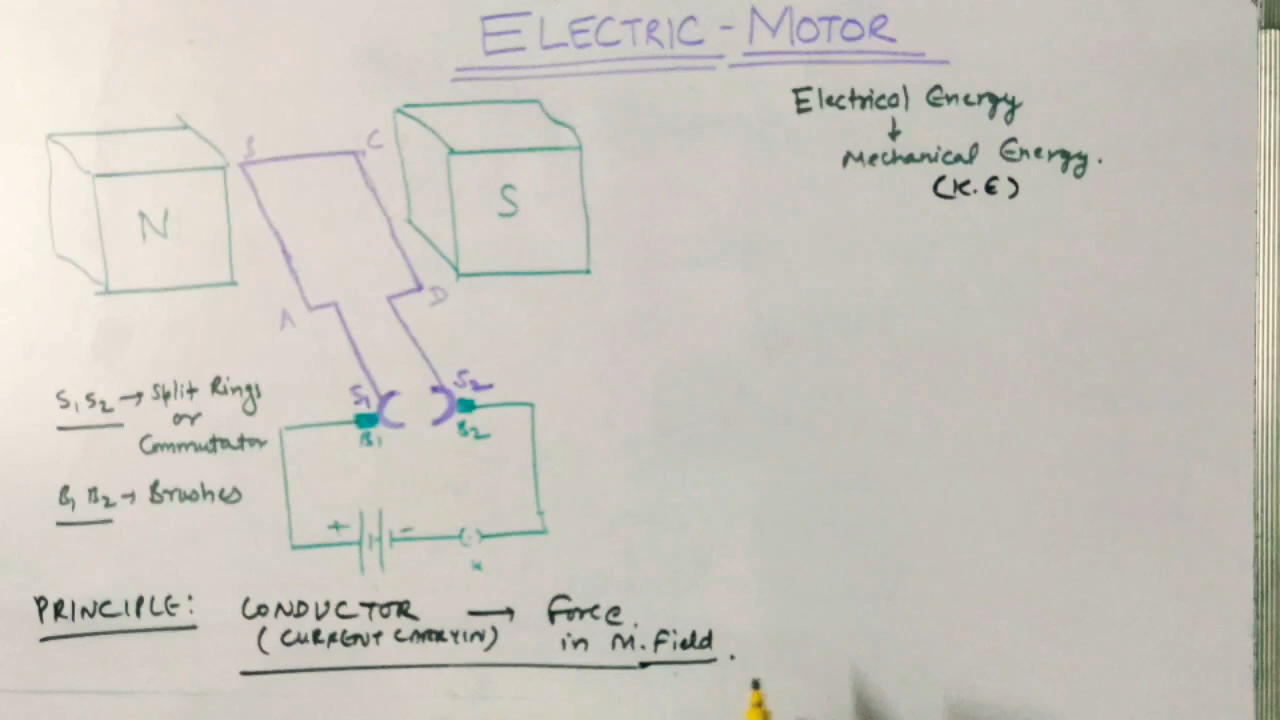 ELECTRIC - MOTOR
Electrical Energy
↓
Mechanical Energy.
(K.E)
B
C
N
S
A
D
S1
S2
B1
B2
S1 S2 → Split Rings
or
Commutator
B1 B2 → Brushes
+ -
K
PRINCIPLE: CONDUCTOR → Force.
(CURRENT CARRYIN) in M. Field.